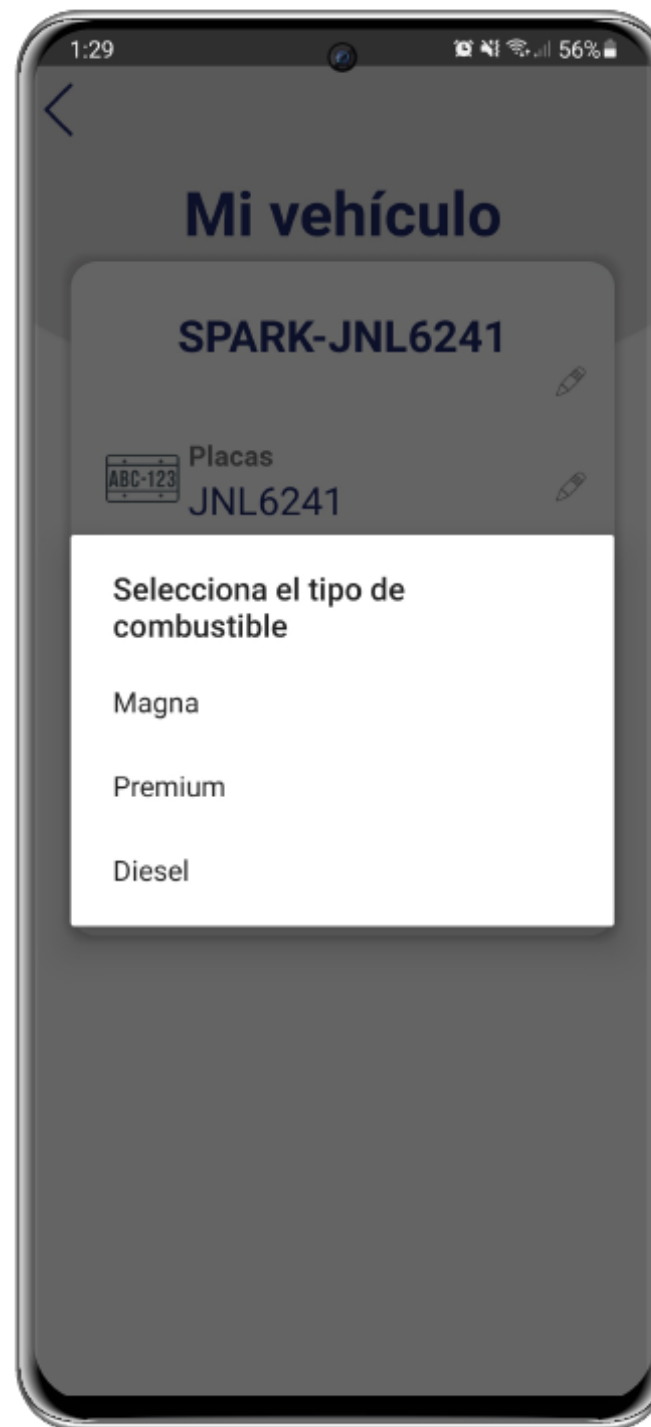 1:29
56%
Mi vehículo
SPARK-JNL6241
Placas
ABC-123
JNL6241
Selecciona el tipo de
combustible
Magna
Premium
Diesel